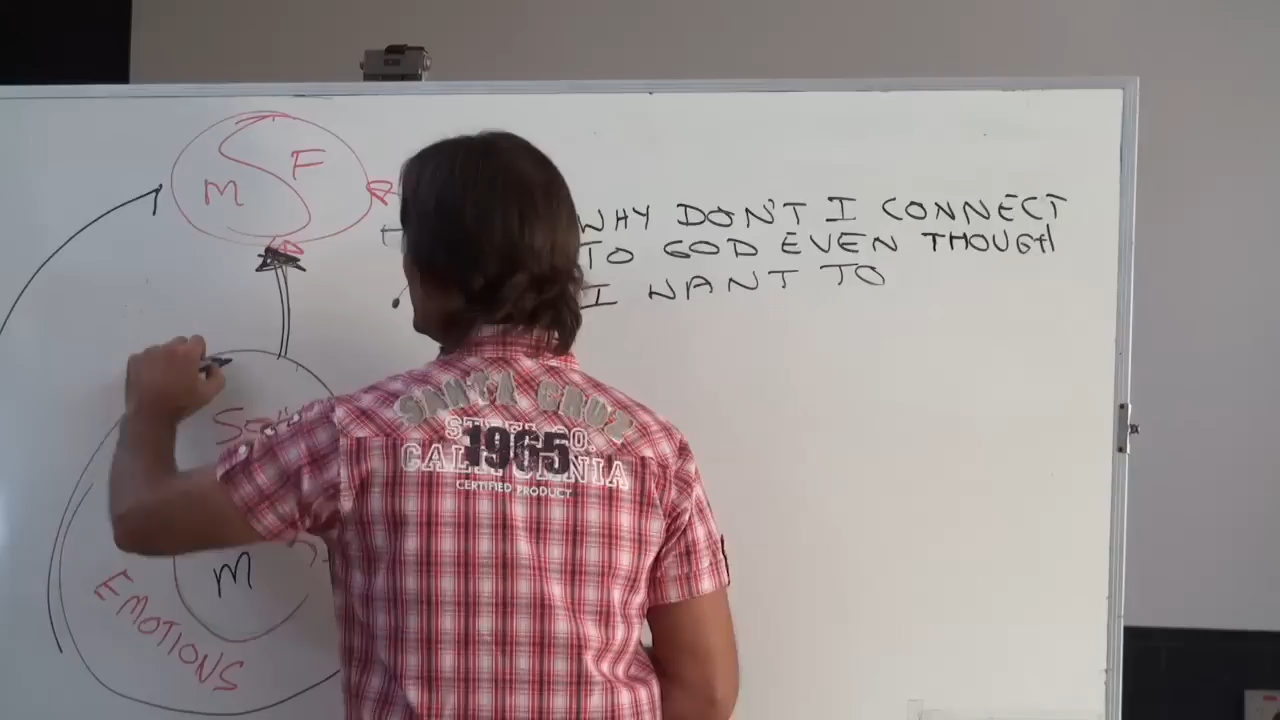 M F
WHY DON'T I CONNECT
TO GOD EVEN THOUGH
I WANT TO
SANTA CRUZ
1965
CALIFORNIA
CERTIFIED PRODUCT
M
EMOTIONS